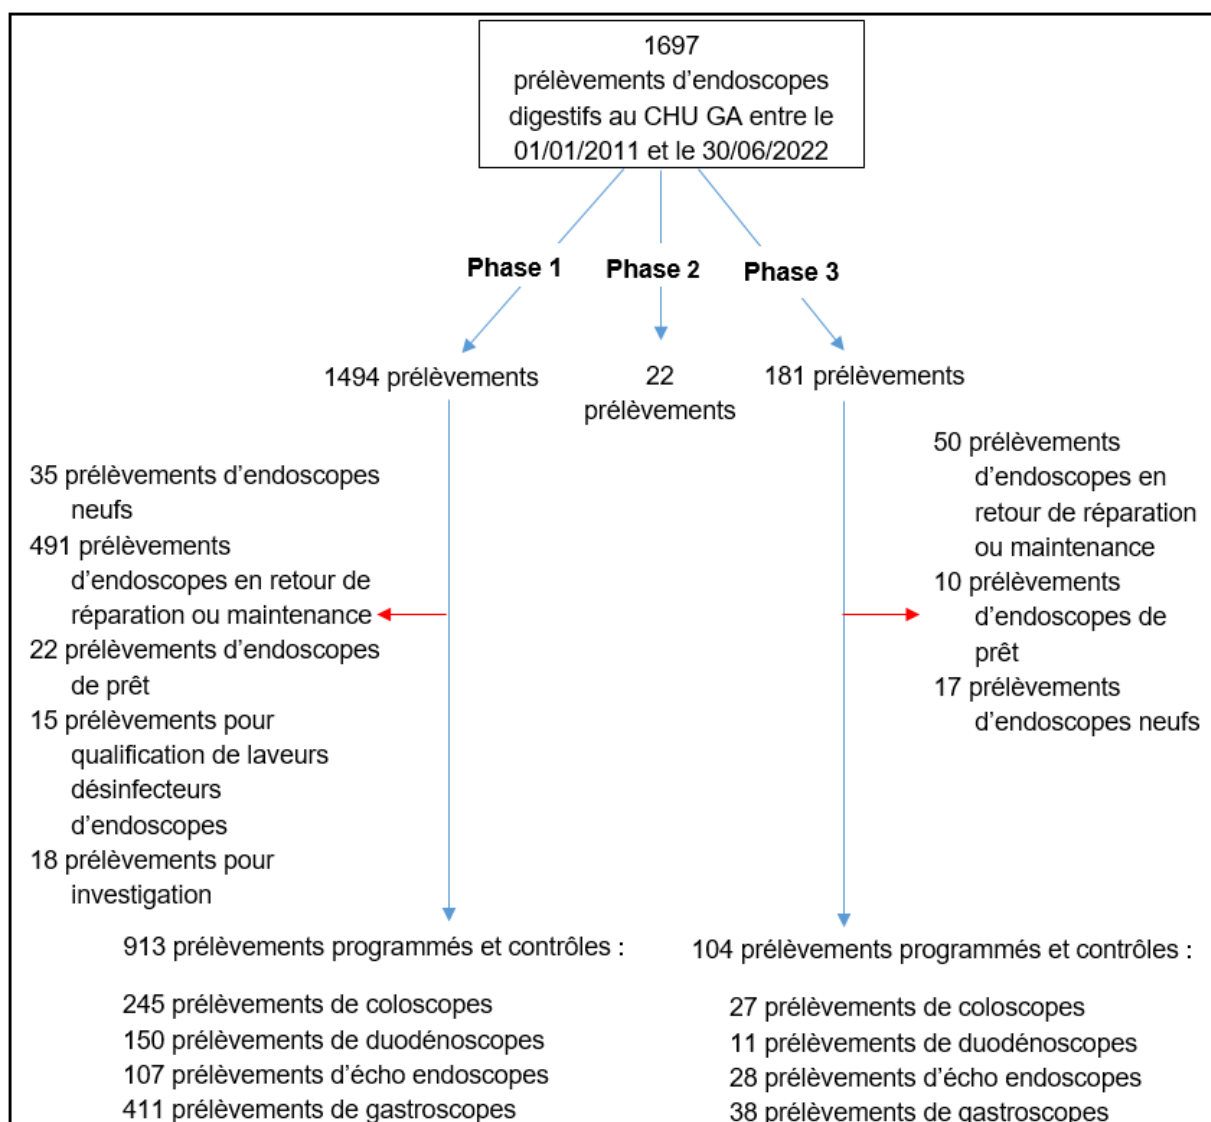 1697
prélèvements d'endoscopes
digestifs au CHU GA entre le
01/01/2011 et le 30/06/2022
Phase 1
Phase 2
Phase 3
1494 prélèvements
22
prélèvements
181 prélèvements
35 prélèvements d'endoscopes
neufs
491 prélèvements
d'endoscopes en retour de
réparation ou maintenance
22 prélèvements d'endoscopes
de prêt
15 prélèvements pour
qualification de laveurs
désinfecteurs
d'endoscopes
18 prélèvements pour
investigation
50 prélèvements
d'endoscopes en
retour de réparation
ou maintenance
10 prélèvements
d'endoscopes de
prêt
17 prélèvements
d'endoscopes neufs
913 prélèvements programmés et contrôles :
245 prélèvements de coloscopes
150 prélèvements de duodénoscopes
107 prélèvements d'écho endoscopes
411 prélèvements de gastroscopes
104 prélèvements programmés et contrôles :
27 prélèvements de coloscopes
11 prélèvements de duodénoscopes
28 prélèvements d'écho endoscopes
38 prélèvements de gastroscopes